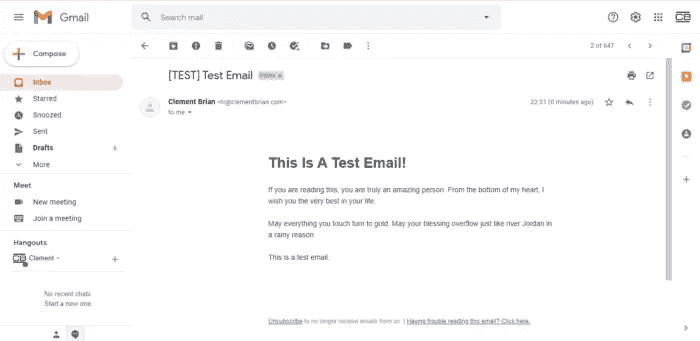 Gmail
Search mail
Compose
2 of 647
Inbox
Starred
Snoozed
Sent
Drafts 6
More
Meet
New meeting
Join a meeting
Hangouts
Clement
No recent chats
Start a new one
[TEST] Test Email Inbox x
Clement Brian <hi@clementbrian.com>
to me
22:51 (0 minutes ago)
This Is A Test Email!
If you are reading this, you are truly an amazing person. From the bottom of my heart, I
wish you the very best in your life.
May everything you touch turn to gold. May your blessing overflow just like river Jordan in
a rainy reason
This is a test email.
Unsubscribe to no longer receive emails from us. | Having trouble reading this email? Click here.